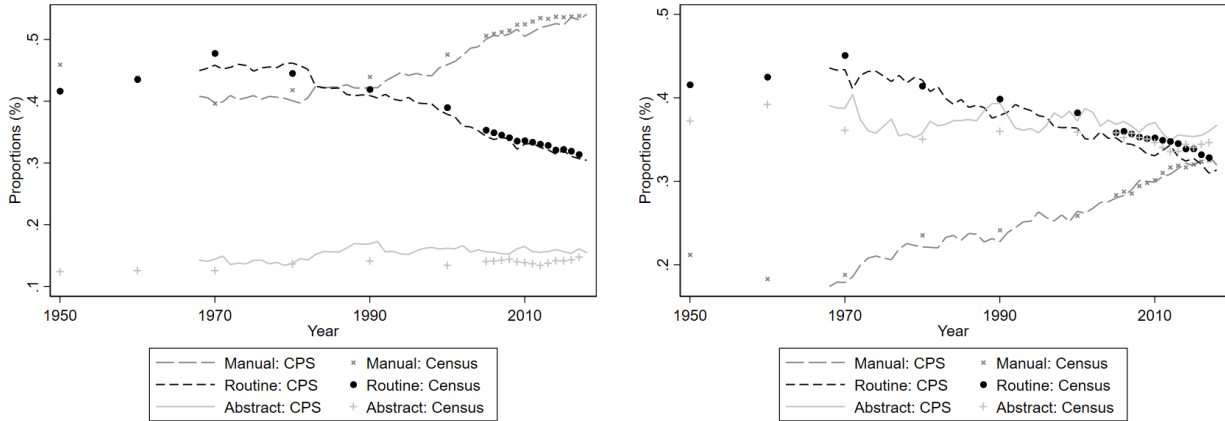 .5
.4
.3
.2
.1
Proportions (%)
1950 1970 1990 2010
Year
Manual: CPS Manual: Census
Routine: CPS Routine: Census
Abstract: CPS Abstract: Census
.5
.4
.3
.2
Proportions (%)
1950 1970 1990 2010
Year
Manual: CPS Manual: Census
Routine: CPS Routine: Census
Abstract: CPS Abstract: Census